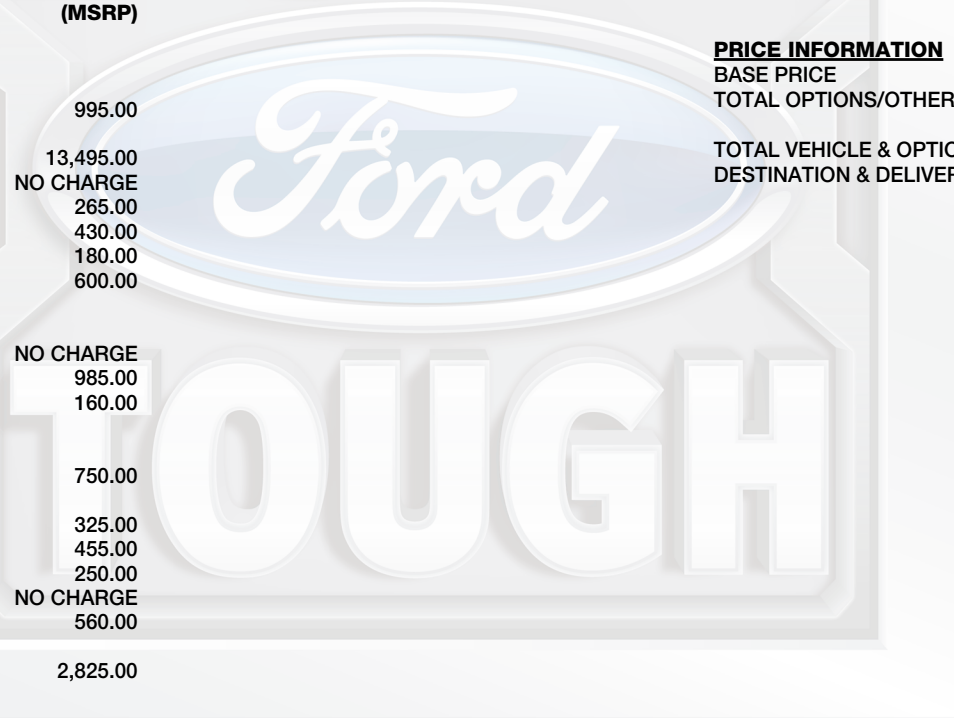 (MSRP)
995.00
13,495.00
NO CHARGE
265.00
430.00
180.00
600.00
NO CHARGE
985.00
160.00
750.00
325.00
455.00
250.00
NO CHARGE
560.00
2,825.00
PRICE INFORMATION
BASE PRICE
TOTAL OPTIONS/OTHER
TOTAL VEHICLE & OPTIO
DESTINATION & DELIVER
Ford
TOUGH